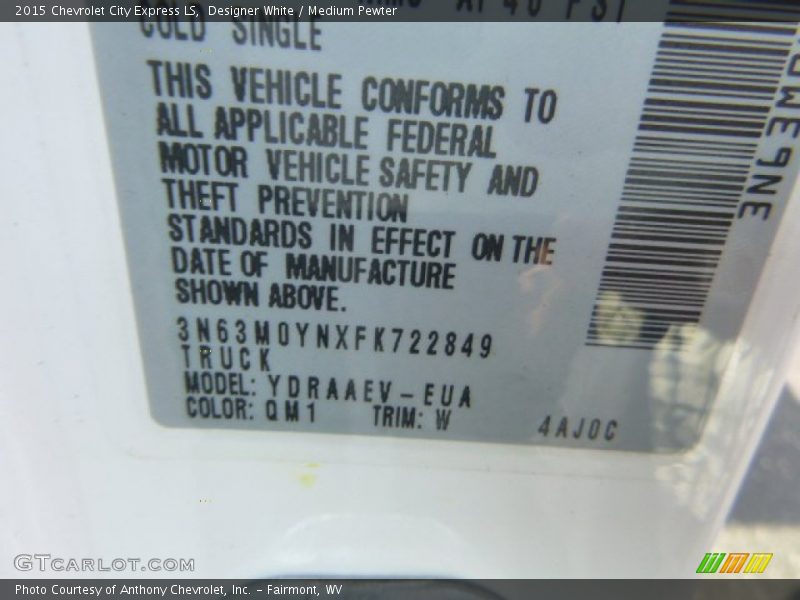 2015 Chevrolet City Express LS, Designer White / Medium Pewter
COLD SINGLE
THIS VEHICLE CONFORMS TO
ALL APPLICABLE FEDERAL
MOTOR VEHICLE SAFETY AND
THEFT PREVENTION
STANDARDS IN EFFECT ON THE
DATE OF MANUFACTURE
SHOWN ABOVE.
3N63M0YNXFK722849
TRUCK
MODEL: YDRAAEV-EUA
COLOR: QM1 TRIM: W 4AJ0C
GTCARLOT.COM
Photo Courtesy of Anthony Chevrolet, Inc. – Fairmont, WV